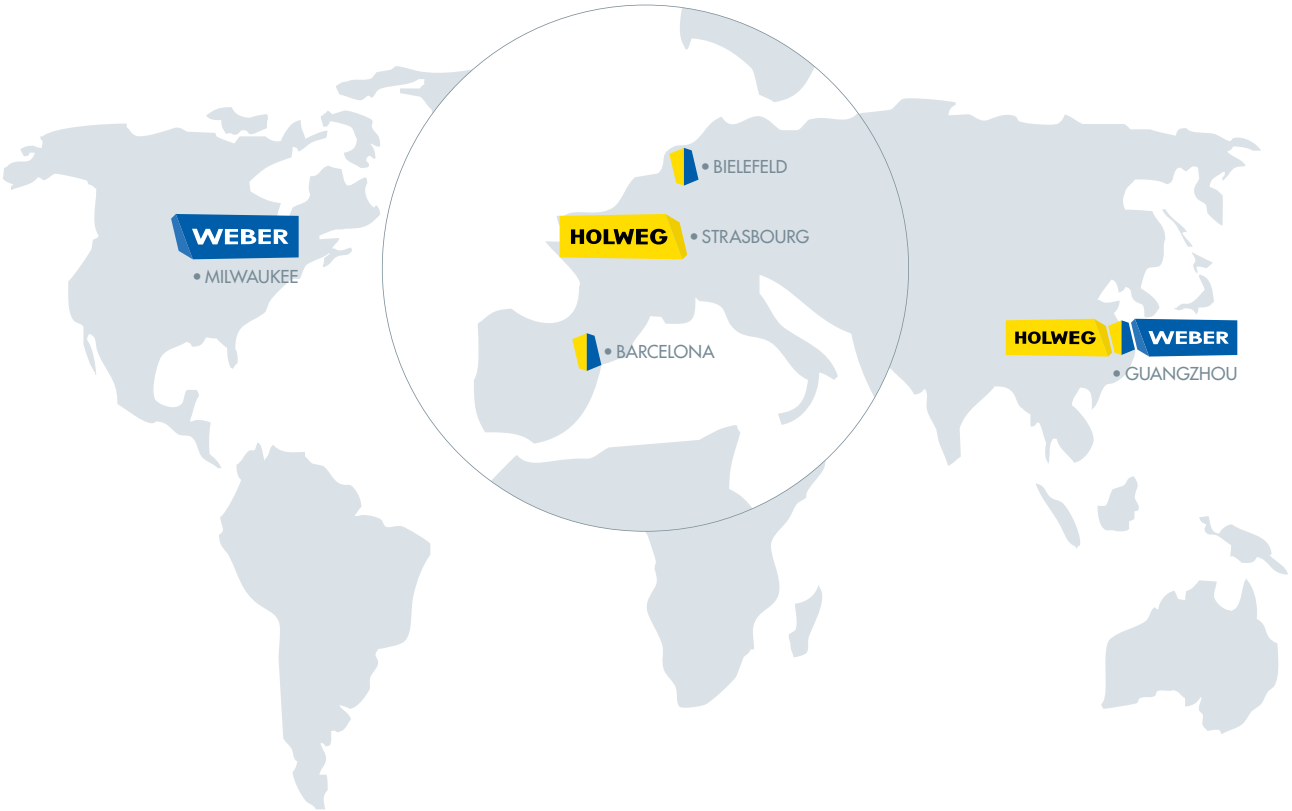 WEBER
• MILWAUKEE
• BIELEFELD
HOLWEG • STRASBOURG
• BARCELONA
HOLWEG WEBER
• GUANGZHOU